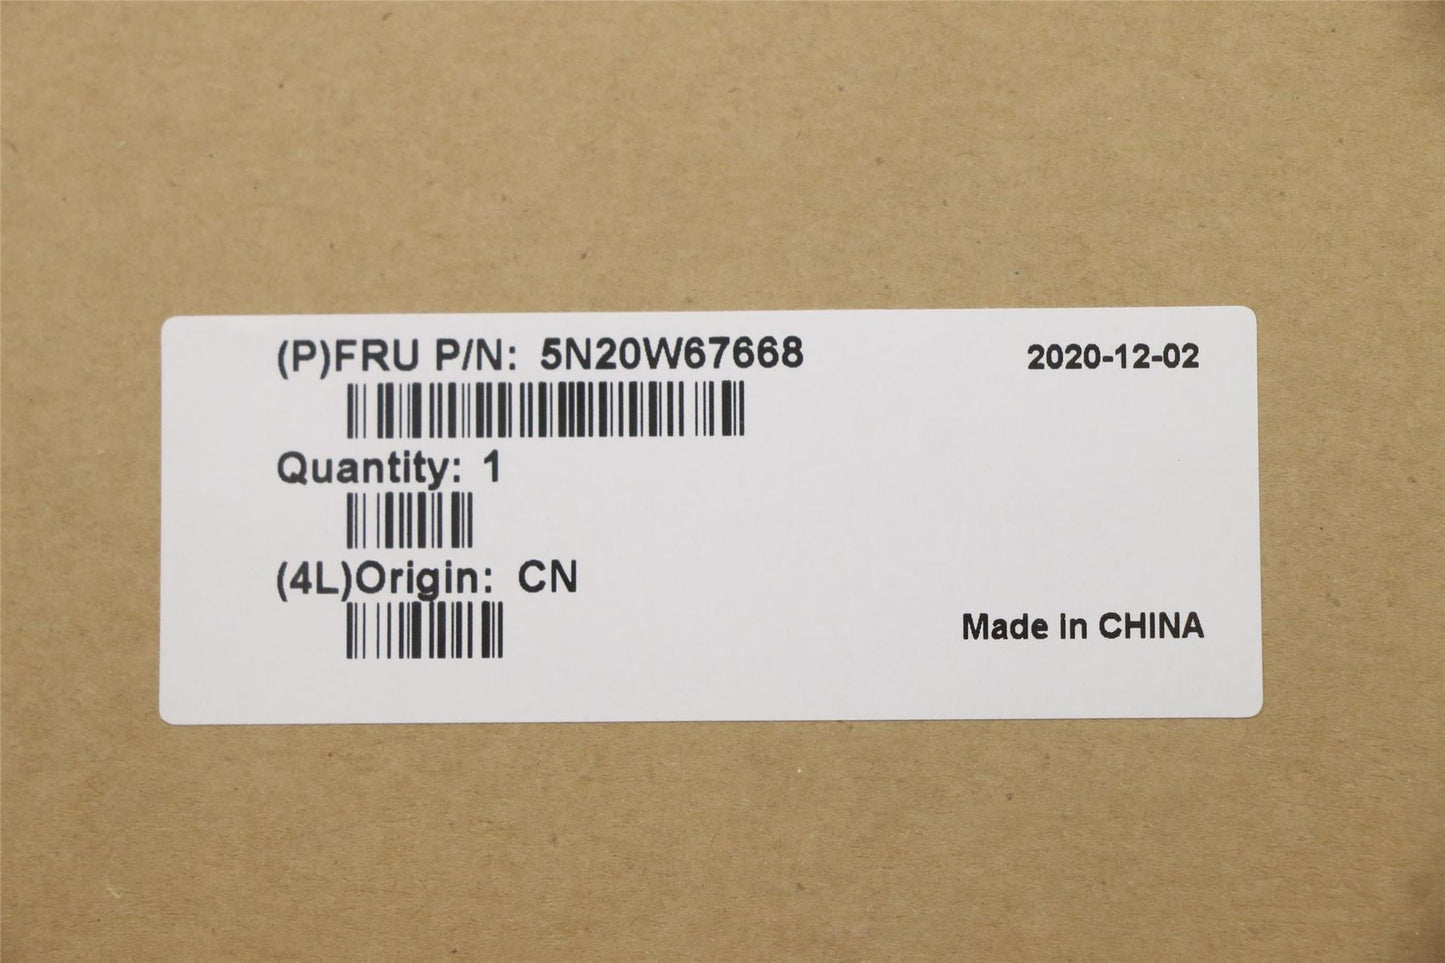 (P)FRU P/N: 5N20W67668
2020-12-02
Quantity: 1
(4L)Origin: CN
Made in CHINA